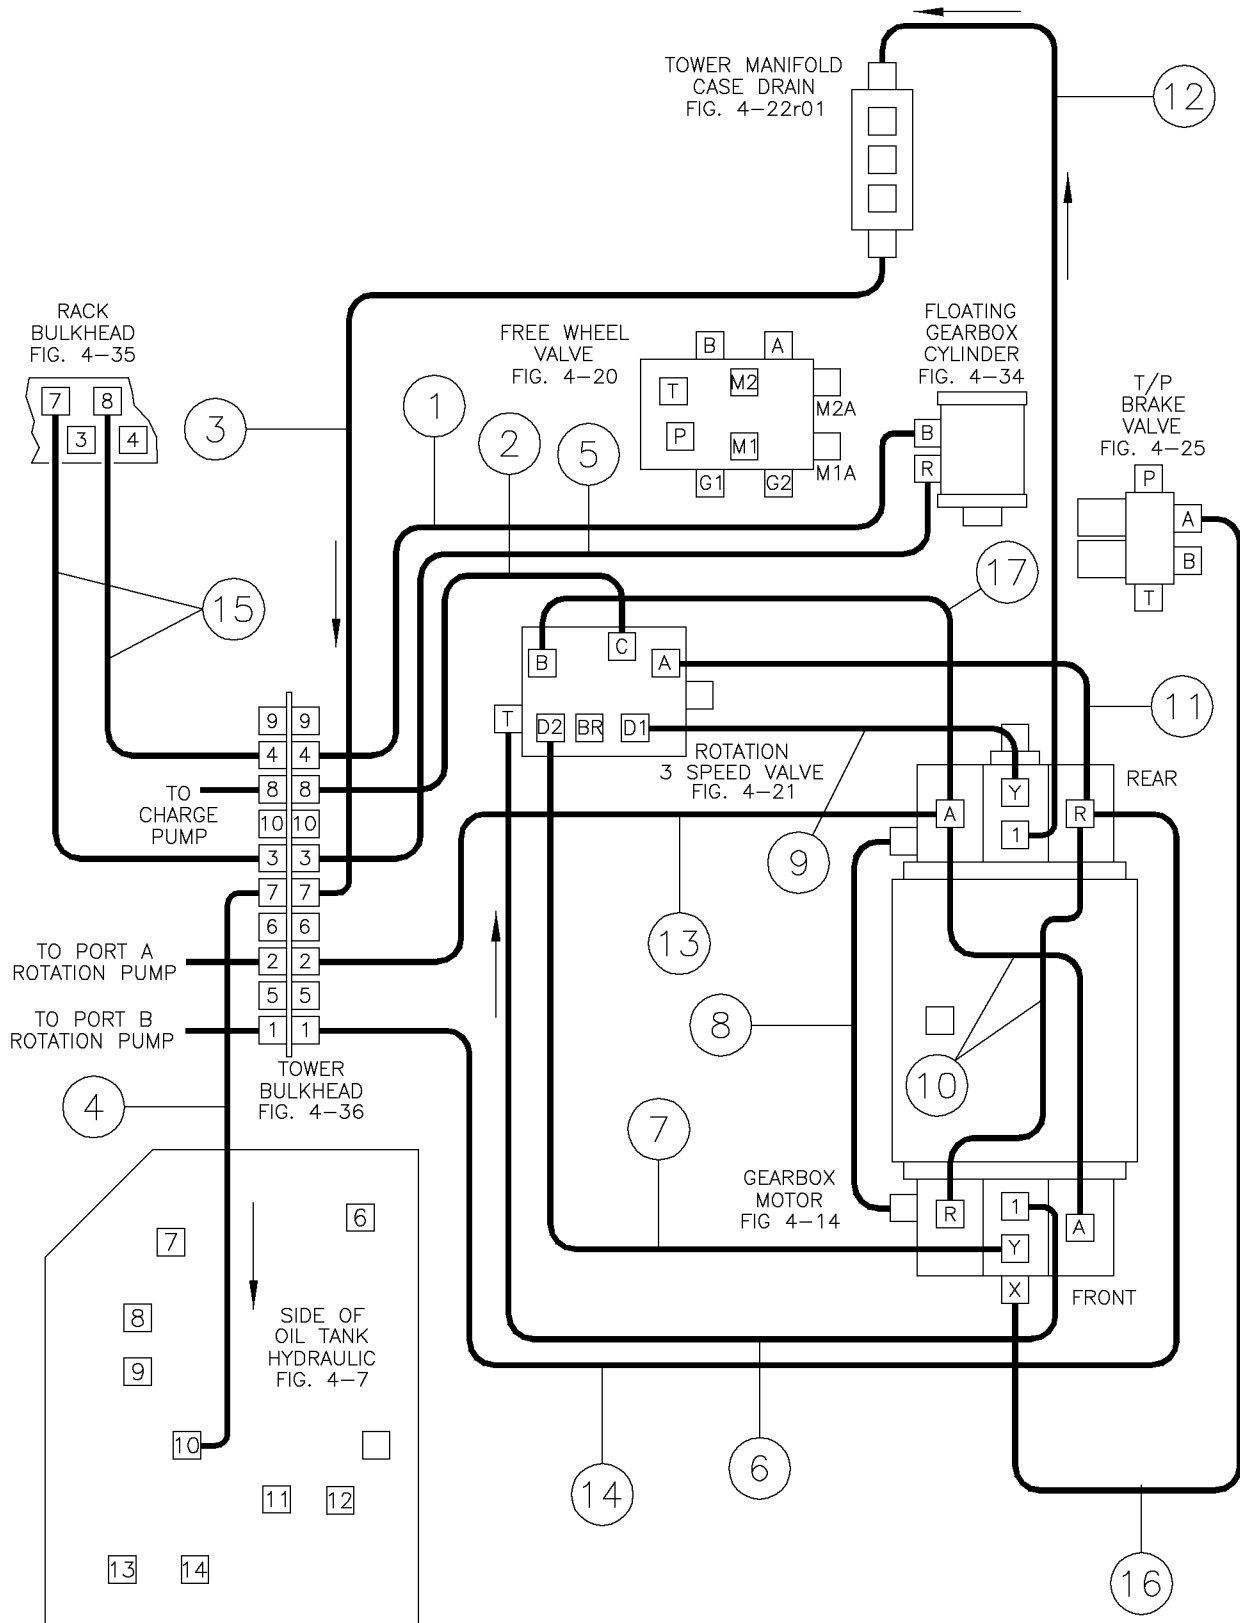 TOWER MANIFOLD
CASE DRAIN
FIG. 4-22r01
12
RACK
BULKHEAD
FIG. 4-35
7
8
3
4
3
1
2
5
FREE WHEEL
VALVE
FIG. 4-20
B
A
T
M2
M2A
P
M1
M1A
G1
G2
FLOATING
GEARBOX
CYLINDER
FIG. 4-34
B
R
T/P
BRAKE
VALVE
FIG. 4-25
P
A
B
T
15
17
B
C
A
T
D2
BR
D1
ROTATION
3 SPEED VALVE
FIG. 4-21
11
9
REAR
Y
A
R
1
9 9
4 4
8 8
10 10
3 3
7 7
6 6
2 2
5 5
1 1
TO
CHARGE
PUMP
TO PORT A
ROTATION PUMP
TO PORT B
ROTATION PUMP
TOWER
BULKHEAD
FIG. 4-36
13
8
10
4
7
GEARBOX
MOTOR
FIG 4-14
R
1
A
Y
X
FRONT
6
7
8
9
SIDE OF
OIL TANK
HYDRAULIC
FIG. 4-7
10
11
12
13
14
14
6
16